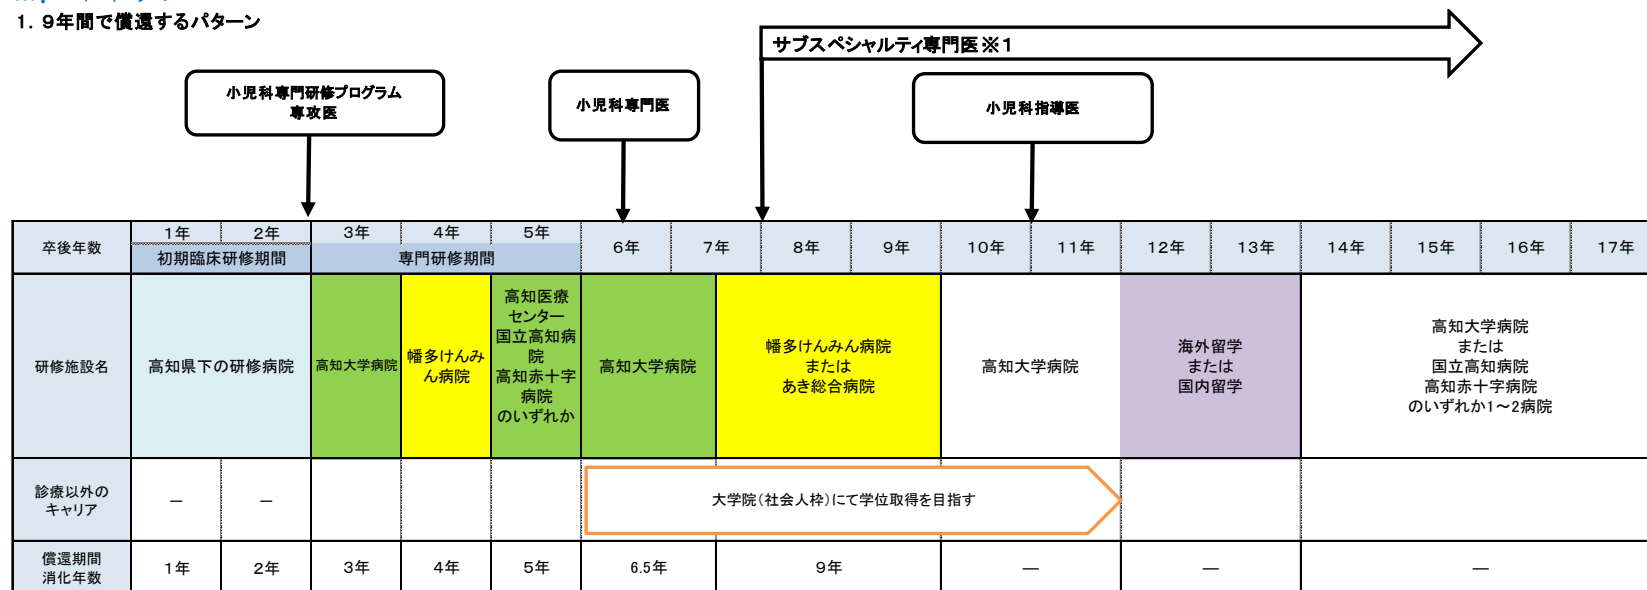 1．9年間で償還するパターン
サブスペシャルティ専門医※1
小児科専門研修プログラム
専攻医
小児科専門医
小児科指導医
卒後年数
1年
2年
3年
4年
5年
6年
7年
8年
9年
10年
11年
12年
13年
14年
15年
16年
17年
初期臨床研修期間
専門研修期間
研修施設名
高知県下の研修病院
高知大学病院
幡多けんみ
ん病院
高知医療
センター
国立高知病
院
高知赤十字
病院
のいずれか
高知大学病院
幡多けんみん病院
または
あき総合病院
高知大学病院
海外留学
または
国内留学
高知大学病院
または
国立高知病院
高知赤十字病院
のいずれか1～2病院
診療以外の
キャリア
－
－
大学院（社会人枠）にて学位取得を目指す
償還期間
消化年数
1年
2年
3年
4年
5年
6.5年
9年
―
―
―